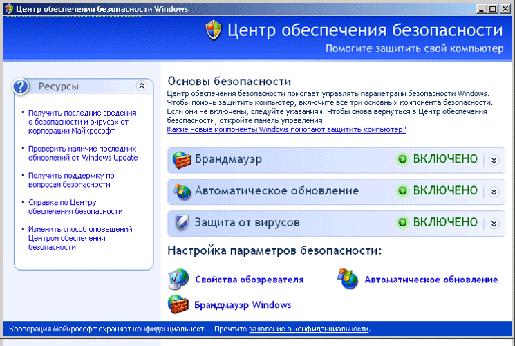 Центр обеспечения безопасности Windows
Центр обеспечения безопасности
Помогите защитить свой компьютер
Ресурсы
Получить последние сведения
о безопасности и вирусах от
корпорации Майкрософт
Проверить наличие последних
обновлений от Windows Update
Получить поддержку по
вопросам безопасности
Справка по Центру
обеспечения безопасности
Изменить способ оповещений
Центром обеспечения
безопасности
Основы безопасности
Центр обеспечения безопасности помогает управлять параметрами безопасности Windows.
Чтобы помочь защитить компьютер, включите все три основных компонента безопасности.
Если они не включены, следуйте указаниям. Чтобы снова вернуться в Центр обеспечения
безопасности, откройте панель управления.
Какие новые компоненты Windows помогают защитить компьютер?
Брандмауэр ВКЛЮЧЕНО
Автоматическое обновление ВКЛЮЧЕНО
Защита от вирусов ВКЛЮЧЕНО
Настройка параметров безопасности:
Свойства обозревателя Автоматическое обновление
Брандмауэр Windows
Корпорация Майкрософт охраняет конфиденциальность. Прочтите заявление о конфиденциальности.